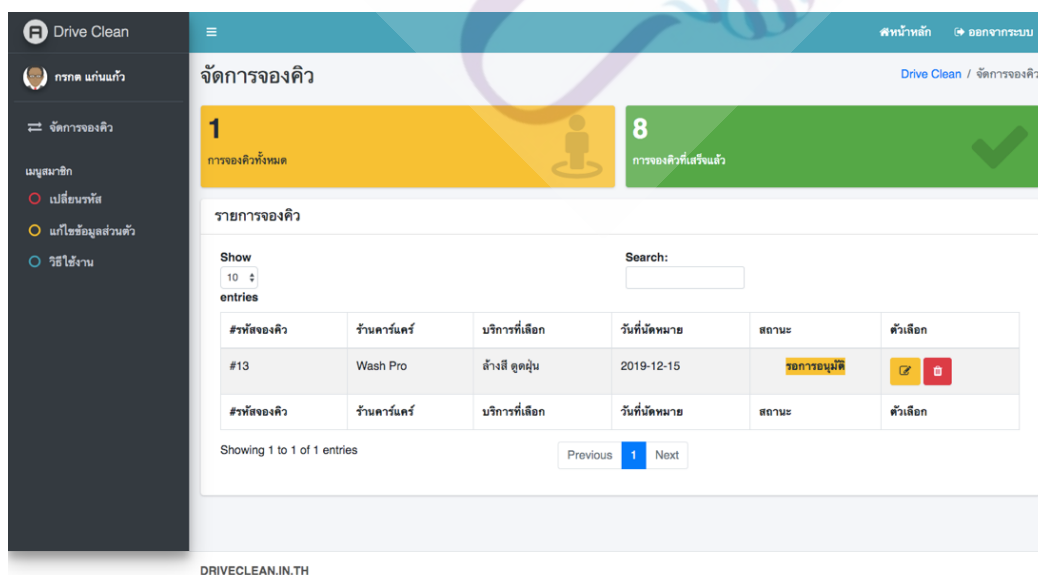 Drive Clean
หน้าหลัก ออกจากระบบ
กรกต แก่นแก้ว
จัดการจองคิว
เมนูสมาชิก
เปลี่ยนรหัส
แก้ไขข้อมูลส่วนตัว
วิธีใช้งาน
จัดการจองคิว
Drive Clean / จัดการจองคิว
1
การจองคิวทั้งหมด
8
การจองคิวที่เสร็จแล้ว
รายการจองคิว
Show
10
entries
Search:
#รหัสจองคิว ร้านคาร์แคร์ บริการที่เลือก วันที่นัดหมาย สถานะ ตัวเลือก
#13 Wash Pro ล้างสี ดูดฝุ่น 2019-12-15 รอการอนุมัติ
#รหัสจองคิว ร้านคาร์แคร์ บริการที่เลือก วันที่นัดหมาย สถานะ ตัวเลือก
Showing 1 to 1 of 1 entries
Previous 1 Next
DRIVECLEAN.IN.TH